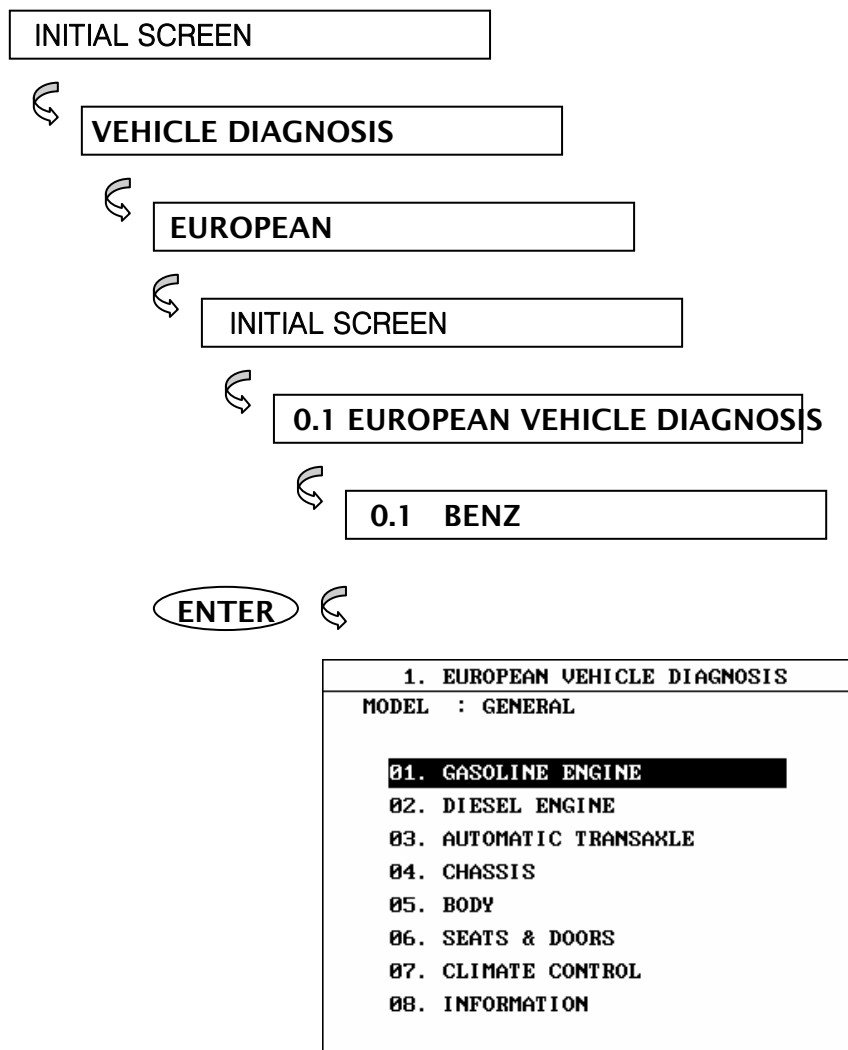 INITIAL SCREEN
VEHICLE DIAGNOSIS
EUROPEAN
INITIAL SCREEN
0.1 EUROPEAN VEHICLE DIAGNOSIS
0.1 BENZ
ENTER
1. EUROPEAN VEHICLE DIAGNOSIS
MODEL : GENERAL
01. GASOLINE ENGINE
02. DIESEL ENGINE
03. AUTOMATIC TRANSAXLE
04. CHASSIS
05. BODY
06. SEATS & DOORS
07. CLIMATE CONTROL
08. INFORMATION